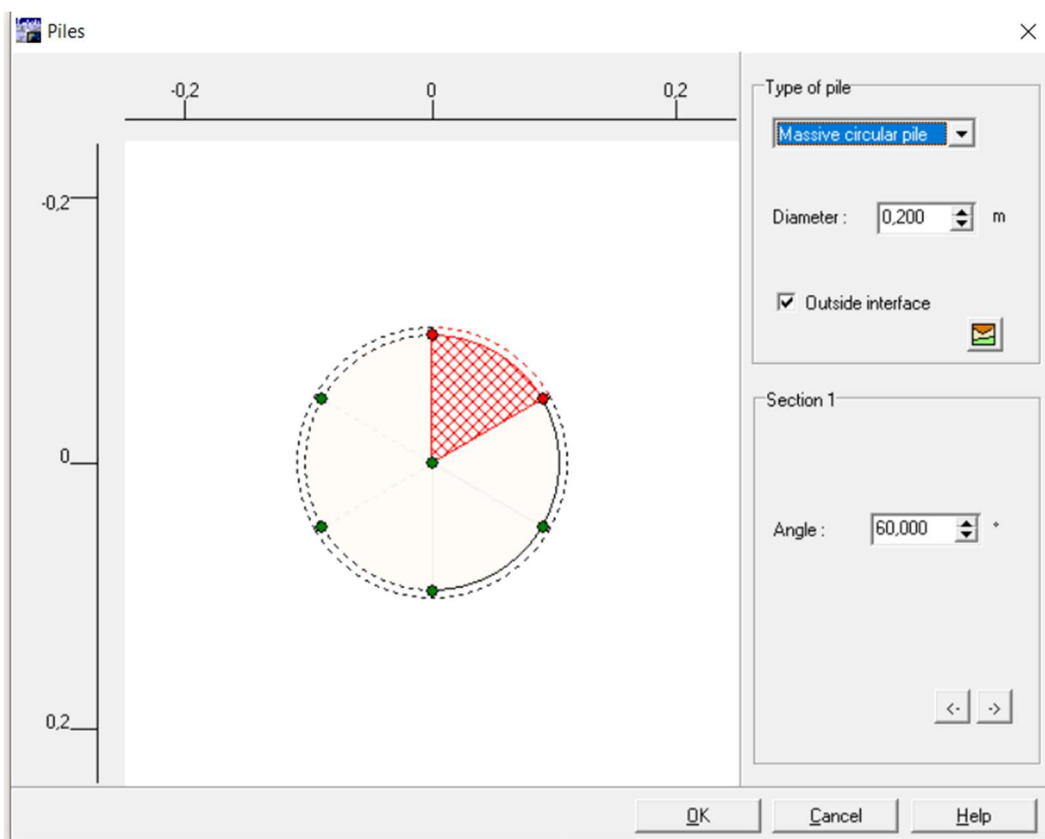 Piles
-0,2 0 0,2
-0,2
0
0,2
Type of pile
Massive circular pile
Diameter : 0,200 m
Outside interface
Section 1
Angle : 60,000 °
<- ->
OK Cancel Help